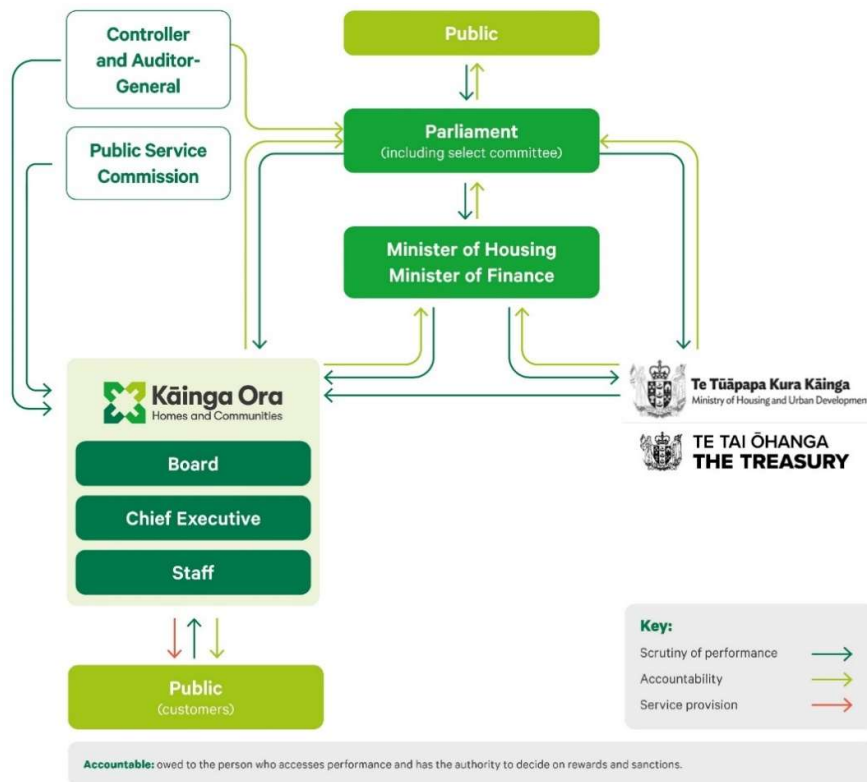 Controller
and Auditor-
General
Public
Public Service
Commission
Parliament
(including select committee)
Minister of Housing
Minister of Finance
Kāinga Ora
Homes and Communities
Board
Chief Executive
Staff
Te Tūāpapa Kura Kāinga
Ministry of Housing and Urban Development
TE TAI ŌHANGA
THE TREASURY
Public
(customers)
Key:
Scrutiny of performance
Accountability
Service provision
Accountable: owed to the person who accesses performance and has the authority to decide on rewards and sanctions.